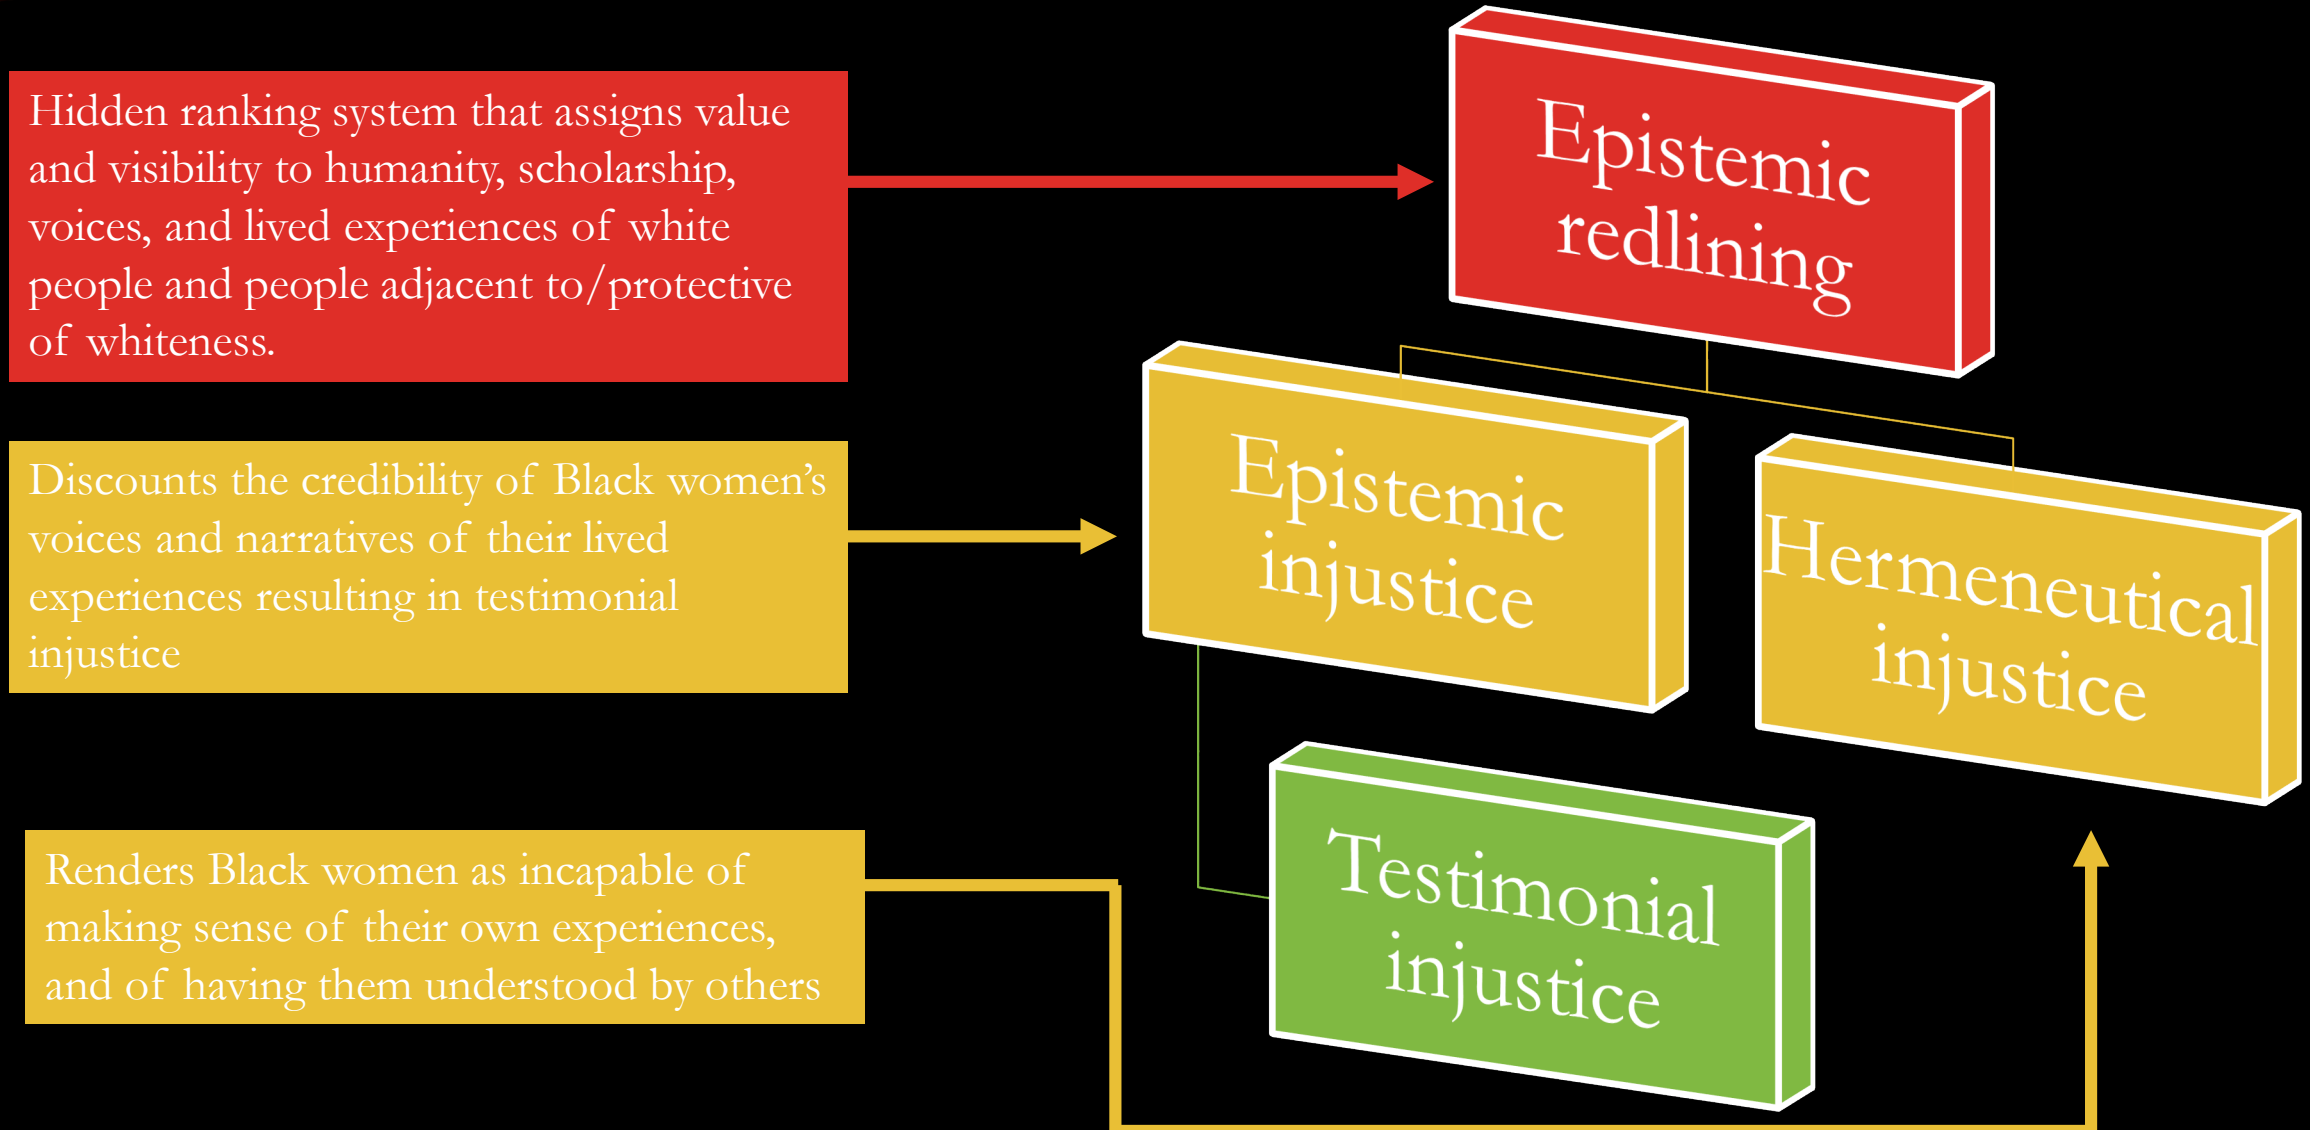 Hidden ranking system that assigns value
and visibility to humanity, scholarship,
voices, and lived experiences of white
people and people adjacent to/protective
of whiteness.
Epistemic
redlining
Discounts the credibility of Black women’s
voices and narratives of their lived
experiences resulting in testimonial
injustice
Epistemic
injustice
Hermeneutical
injustice
Renders Black women as incapable of
making sense of their own experiences,
and of having them understood by others
Testimonial
injustice